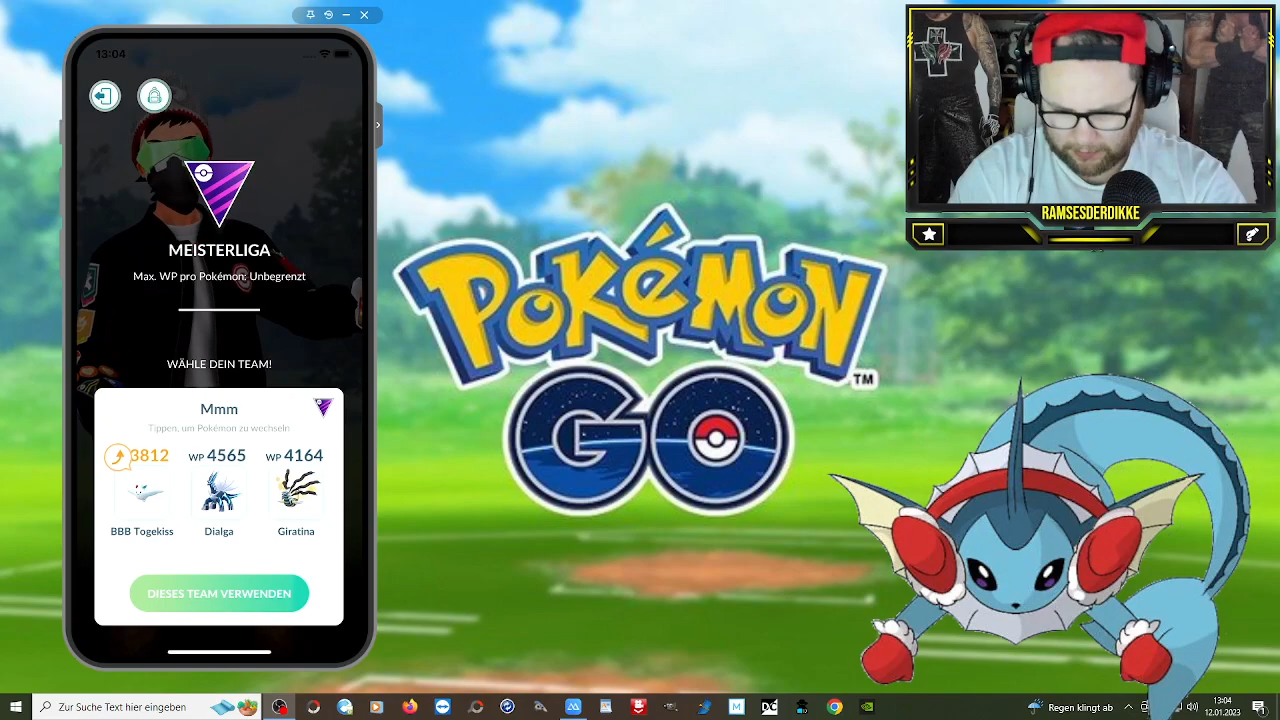 13:04
MEISTERLIGA
Max. WP pro Pokémon: Unbegrenzt
WÄHLE DEIN TEAM!
Mmm
Tippen, um Pokémon zu wechseln
3812 WP 4565 WP 4164
BBB Togekiss Dialga Giratina
DIESES TEAM VERWENDEN
POKÉMON
TM
GO
RAMSESDERDIKKE
Zur Suche Text hier eingeben
M
DC
Regen klingt ab
13:04
12.01.2023